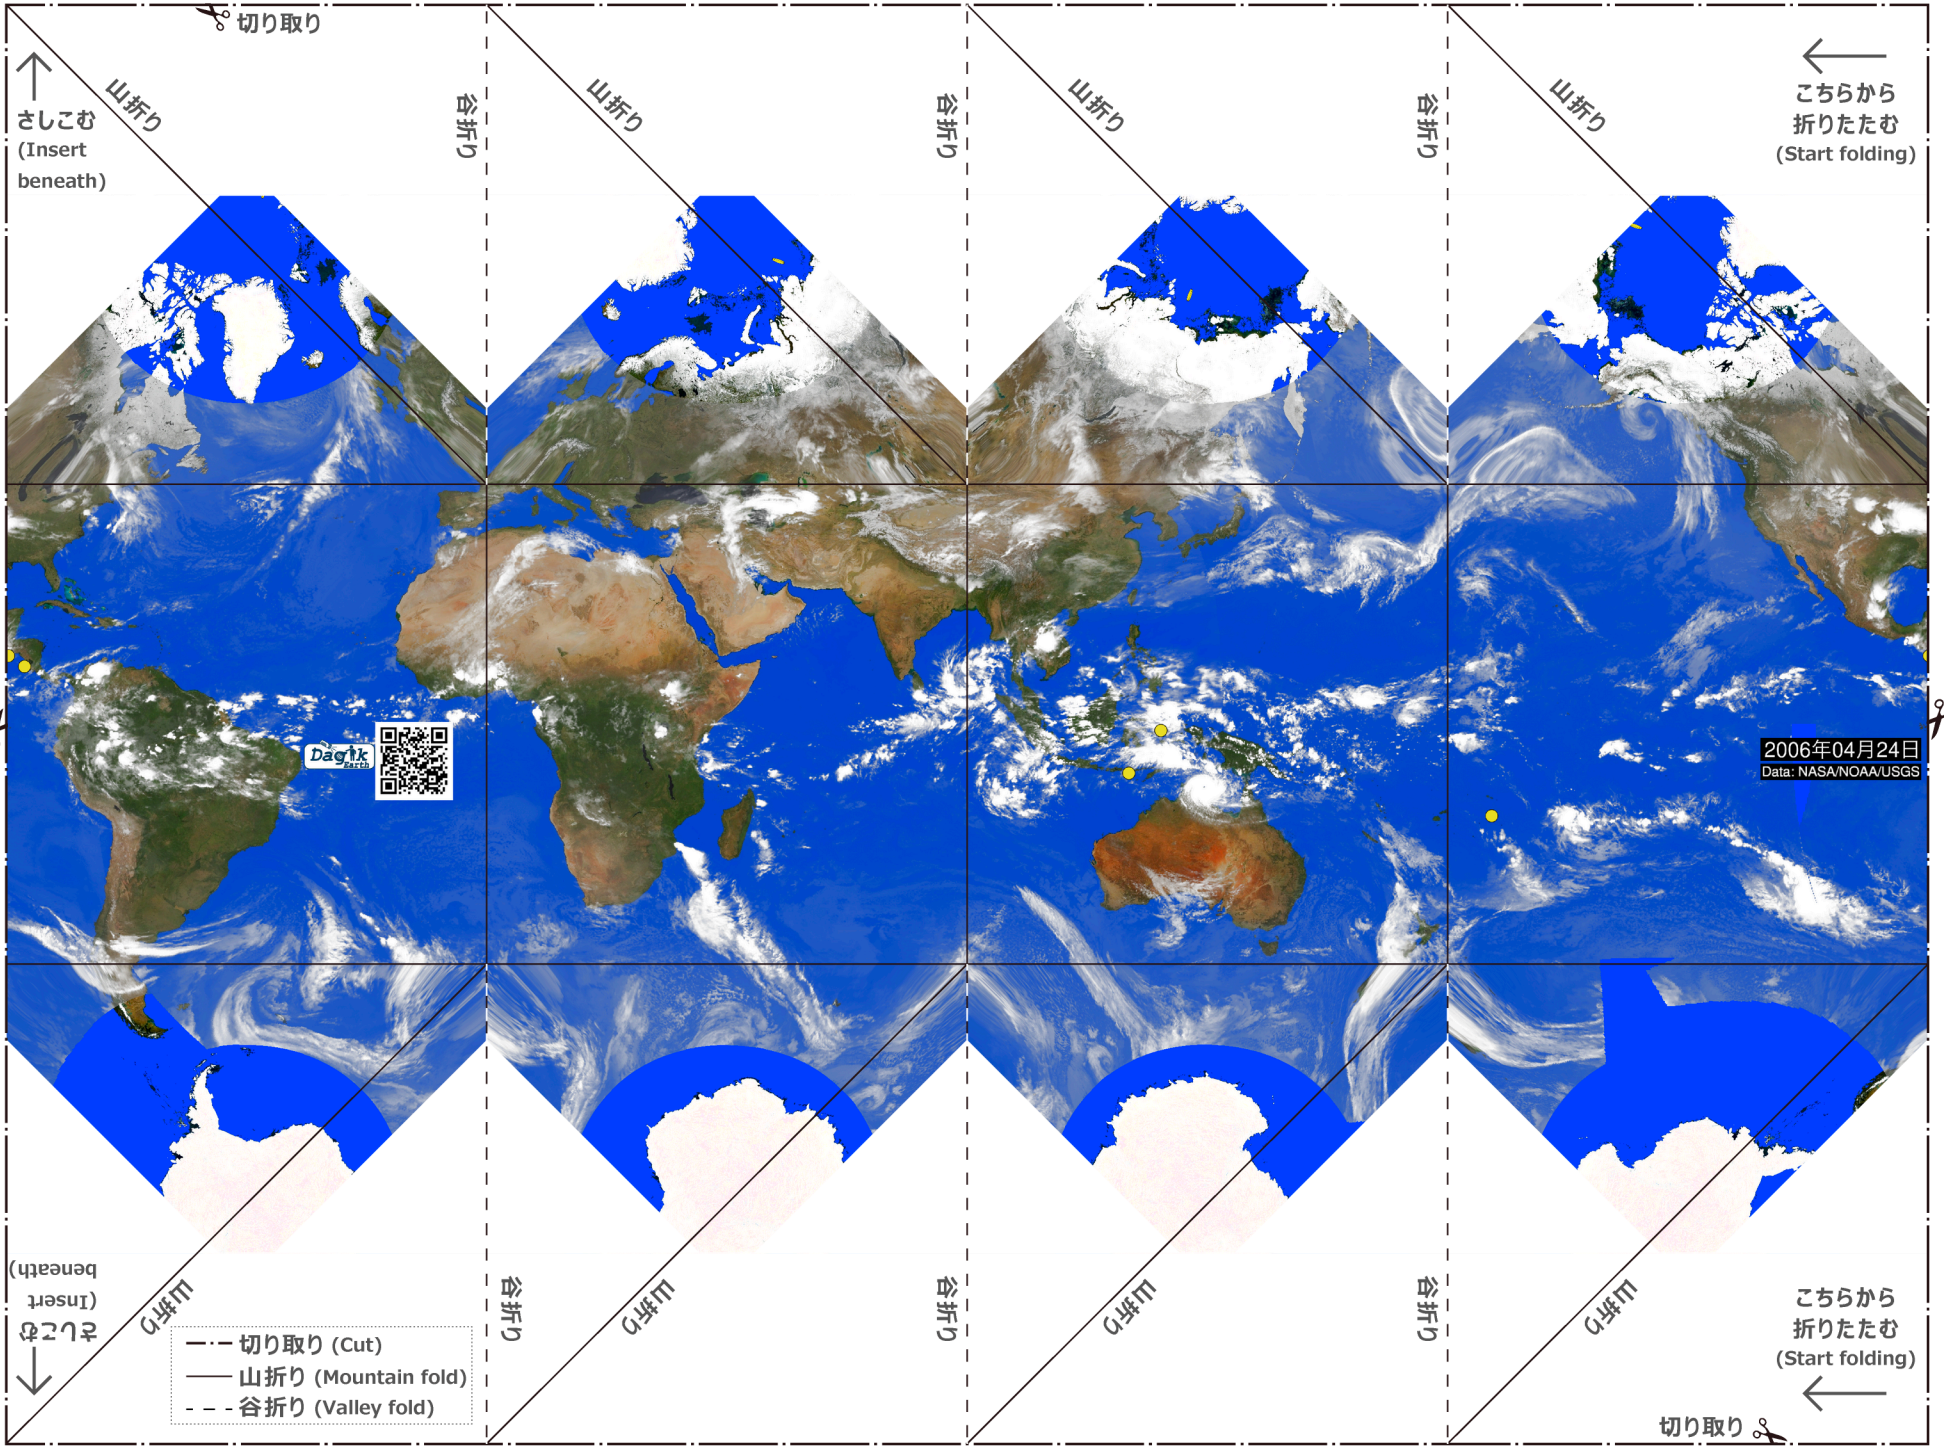 切り取り
山折り
谷折り
山折り
谷折り
山折り
谷折り
山折り
さしこむ
(Insert
beneath)
こちらから
折りたたむ
(Start folding)
Dagik
Earth
2006年04月24日
Data: NASA/NOAA/USGS
さしこむ
(Insert
beneath)
山折り
谷折り
山折り
谷折り
山折り
谷折り
山折り
切り取り (Cut)
山折り (Mountain fold)
谷折り (Valley fold)
こちらから
折りたたむ
(Start folding)
切り取り